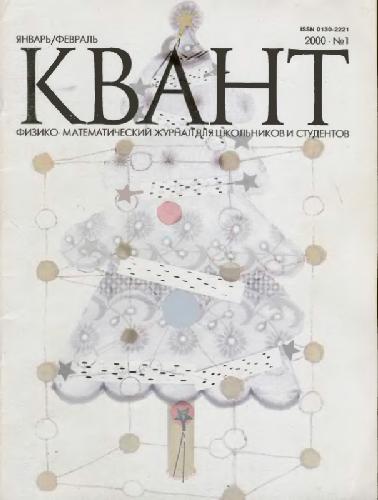 ISSN 0130-2221
ЯНВАРЬ/ФЕВРАЛЬ 2000 · №1
КВАНТ
ФИЗИКО-МАТЕМАТИЧЕСКИЙ ЖУРНАЛ ДЛЯ ШКОЛЬНИКОВ И СТУДЕНТОВ